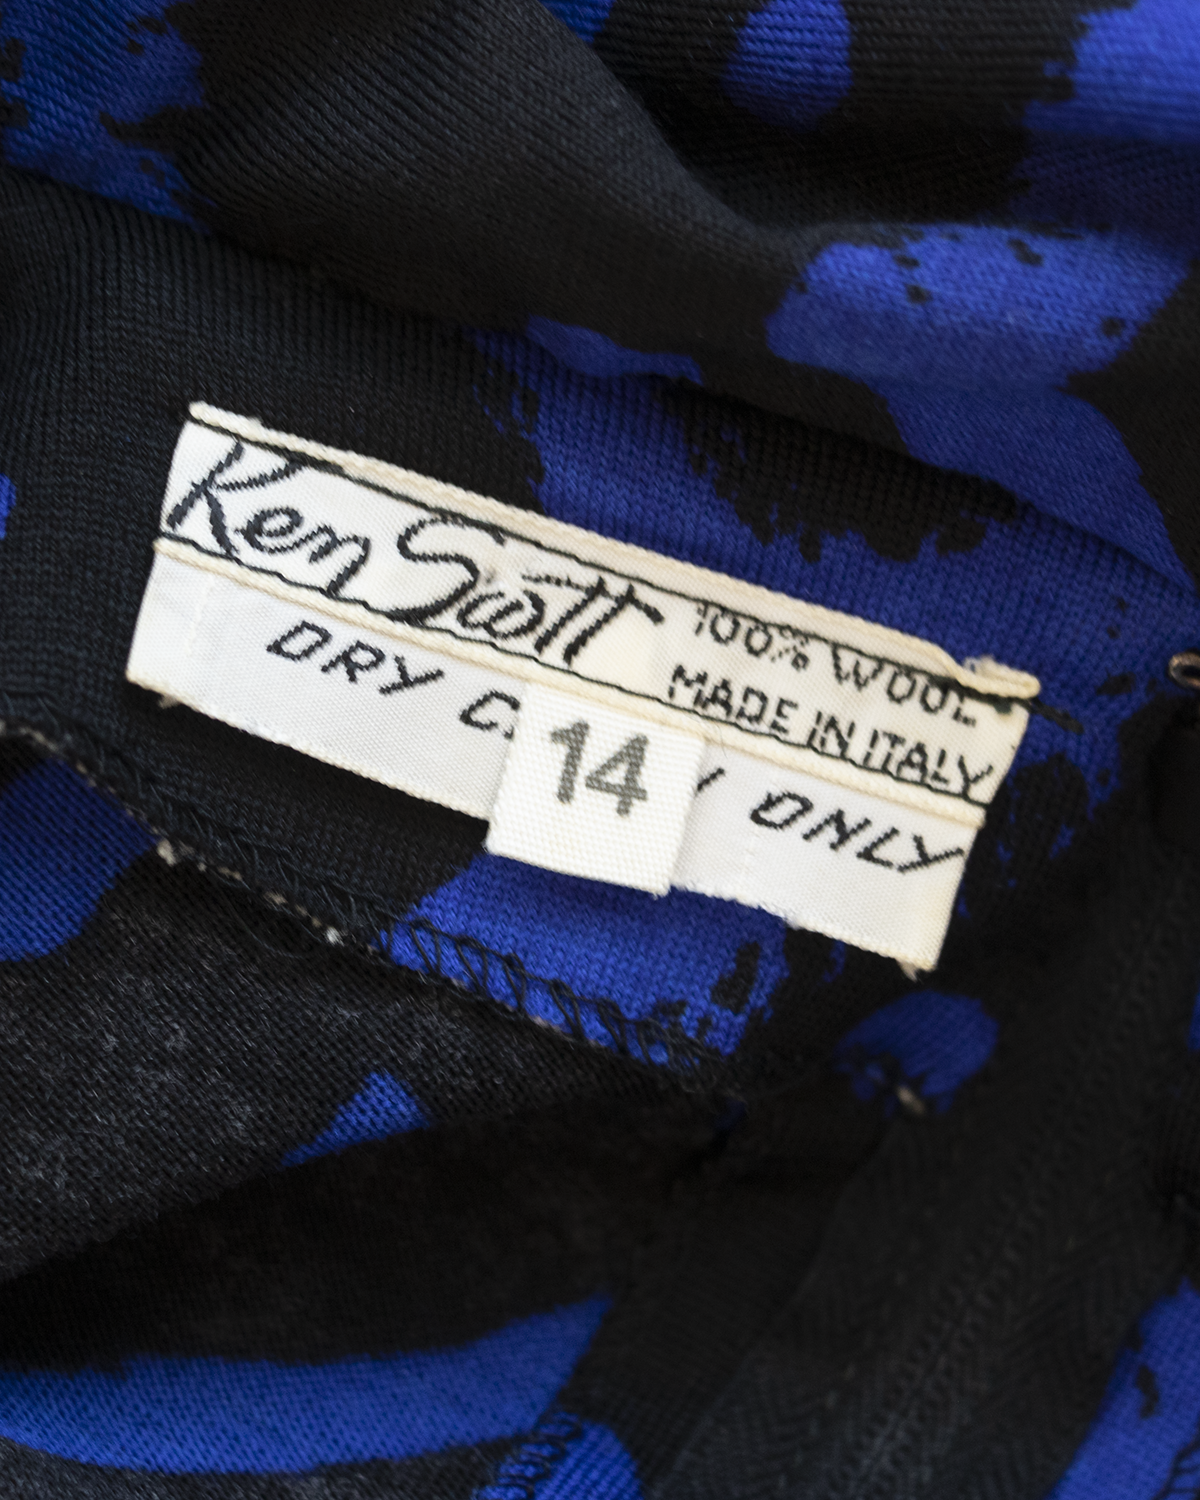 Ken Scott
100% WOOL
MADE IN ITALY
DRY ONLY
14